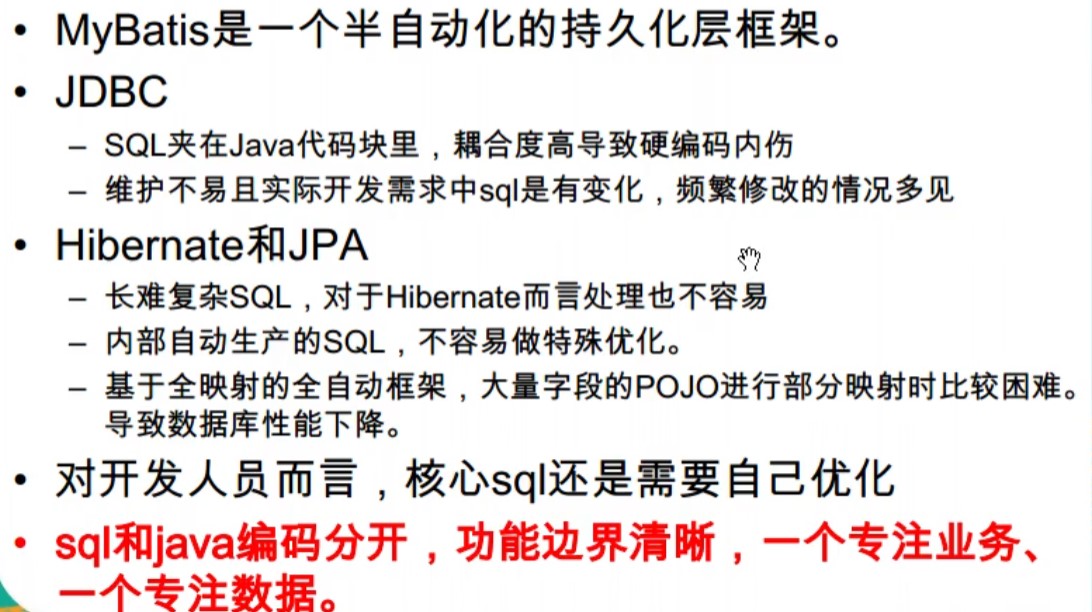 • MyBatis是一个半自动化的持久化层框架。
• JDBC
– SQL夹在Java代码块里，耦合度高导致硬编码内伤
– 维护不易且实际开发需求中sql是有变化，频繁修改的情况多见
• Hibernate和JPA
– 长难复杂SQL，对于Hibernate而言处理也不容易
– 内部自动生产的SQL，不容易做特殊优化。
– 基于全映射的全自动框架，大量字段的POJO进行部分映射时比较困难。
导致数据库性能下降。
• 对开发人员而言，核心sql还是需要自己优化
• sql和java编码分开，功能边界清晰，一个专注业务、
一个专注数据。